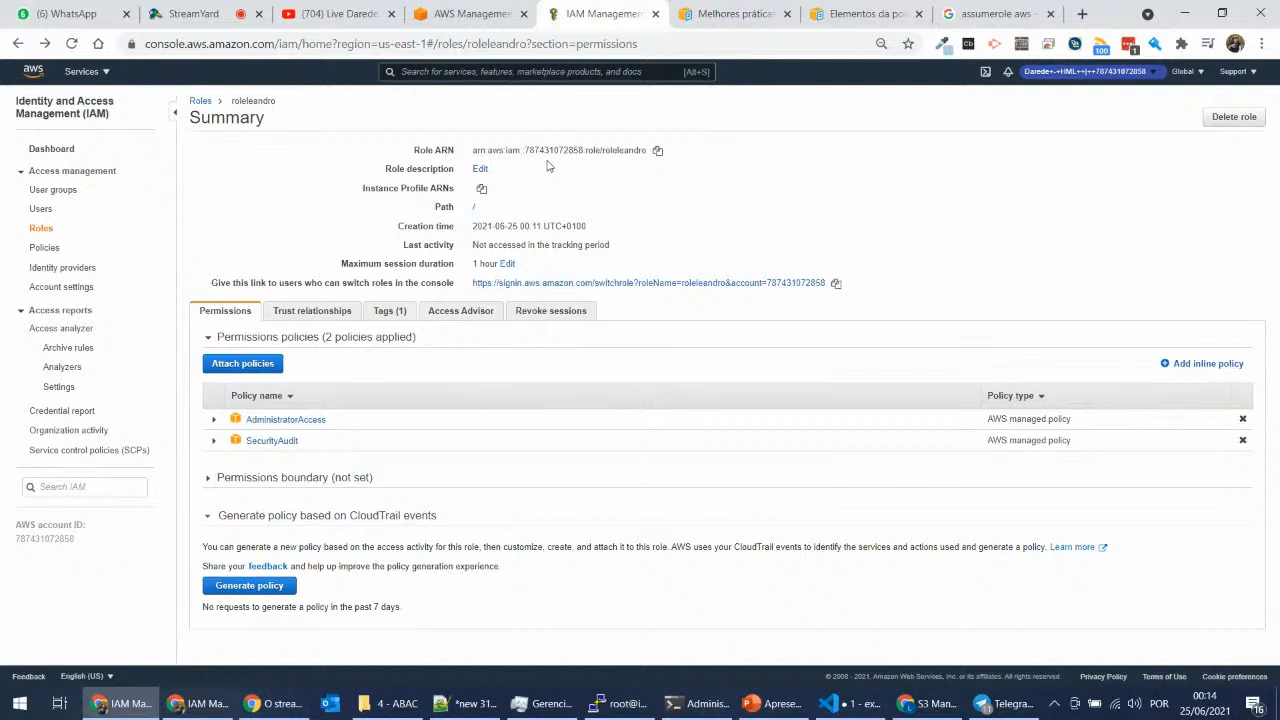 (6) WhatsApp
StreamYard
(704) Live Darede
AWS Managemen
IAM Management
Melhores prática
Elementos da pol
assumerole aws -
console.aws.amazon.com/iam/home?region=us-east-1#/roles/roleleandro?section=permissions
aws
Services
Search for services, features, marketplace products, and docs
[Alt+S]
Darede+-+HML++|++787431072858
Global
Support
Identity and Access
Management (IAM)
Dashboard
Access management
User groups
Users
Roles
Policies
Identity providers
Account settings
Access reports
Access analyzer
Archive rules
Analyzers
Settings
Credential report
Organization activity
Service control policies (SCPs)
Search IAM
AWS account ID:
787431072858
Roles > roleleandro
Summary
Delete role
Role ARN arn:aws:iam::787431072858:role/roleleandro
Role description Edit
Instance Profile ARNs
Path /
Creation time 2021-06-25 00:11 UTC+0100
Last activity Not accessed in the tracking period
Maximum session duration 1 hour Edit
Give this link to users who can switch roles in the console https://signin.aws.amazon.com/switchrole?roleName=roleleandro&account=787431072858
Permissions
Trust relationships
Tags (1)
Access Advisor
Revoke sessions
Permissions policies (2 policies applied)
Attach policies
Add inline policy
Policy name
Policy type
AdministratorAccess AWS managed policy
SecurityAudit AWS managed policy
Permissions boundary (not set)
Generate policy based on CloudTrail events
You can generate a new policy based on the access activity for this role, then customize, create, and attach it to this role. AWS uses your CloudTrail events to identify the services and actions used and generate a policy. Learn more
Share your feedback and help us improve the policy generation experience.
Generate policy
No requests to generate a policy in the past 7 days.
Feedback
English (US)
© 2008 - 2021, Amazon Web Services, Inc. or its affiliates. All rights reserved.
Privacy Policy
Terms of Use
Cookie preferences
IAM Ma...
IAM Ma...
O strea...
4 - ABAC
*new 31...
Gerenci...
root@i...
Adminis...
Aprese...
● 1 - ex...
S3 Man...
Telegra...
POR
00:14
25/06/2021